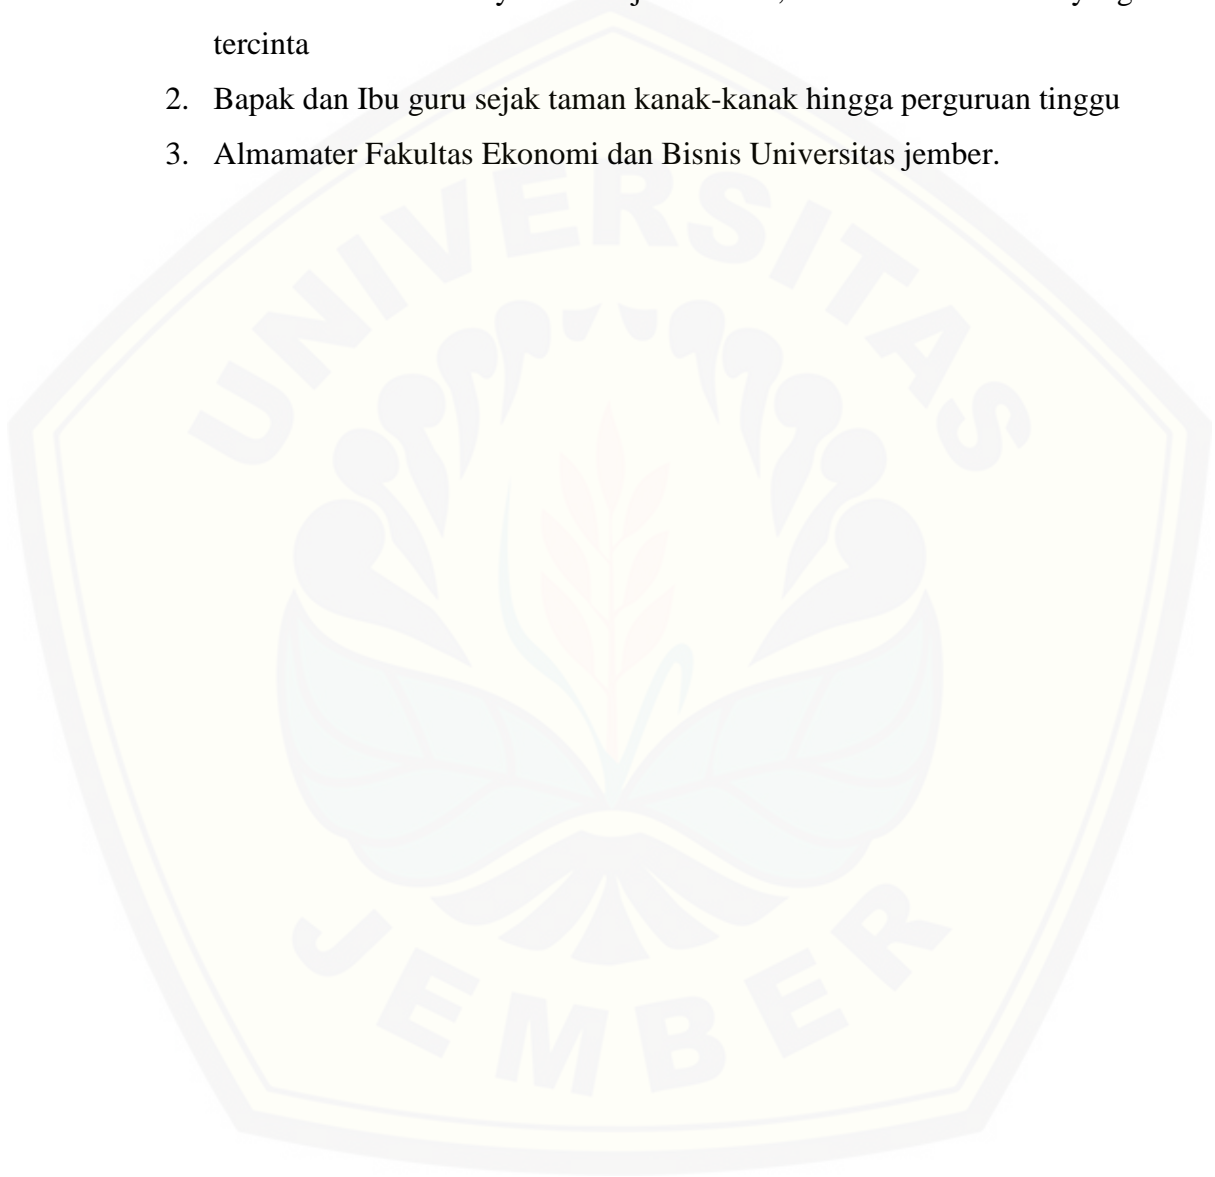 tercinta
2. Bapak dan Ibu guru sejak taman kanak-kanak hingga perguruan tinggu
3. Almamater Fakultas Ekonomi dan Bisnis Universitas jember.
UNIVERSITAS
JEMBER